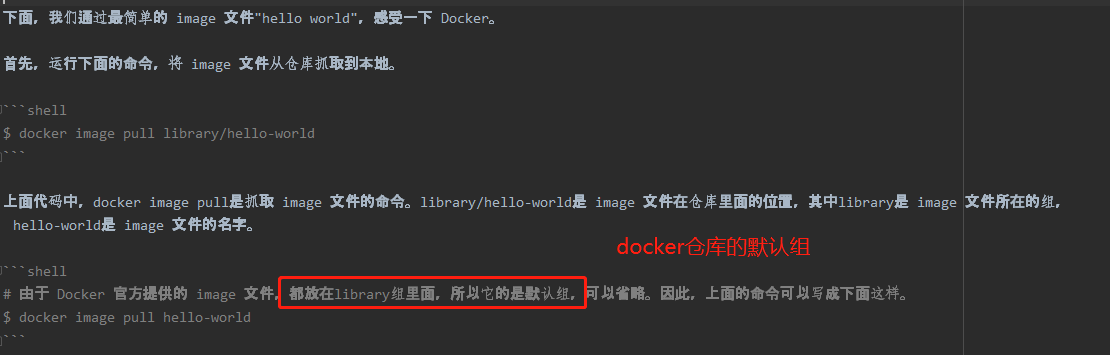 下面，我们通过最简单的 image 文件"hello world"，感受一下 Docker。
首先，运行下面的命令，将 image 文件从仓库抓取到本地。
```shell
$ docker image pull library/hello-world
```
上面代码中，docker image pull是抓取 image 文件的命令。library/hello-world是 image 文件在仓库里面的位置，其中library是 image 文件所在的组，
hello-world是 image 文件的名字。
docker仓库的默认组
```shell
# 由于 Docker 官方提供的 image 文件，都放在library组里面，所以它的是默认组，可以省略。因此，上面的命令可以写成下面这样。
$ docker image pull hello-world
```